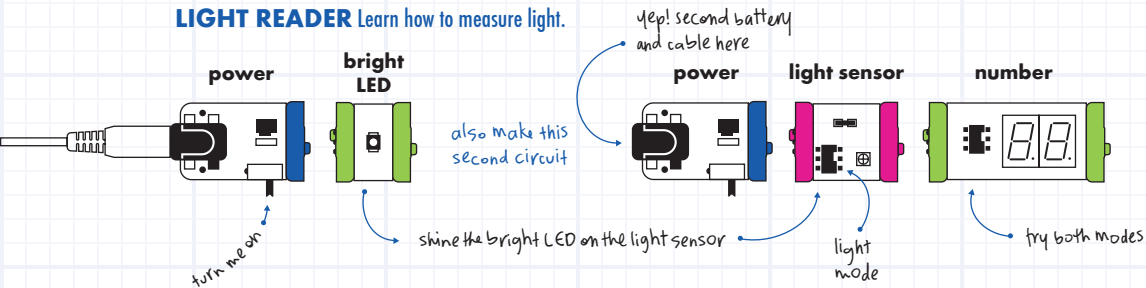 LIGHT READER Learn how to measure light.
yep! second battery
and cable here
power
bright
LED
power
light sensor
number
also make this
second circuit
8.8.
turn me on
shine the bright LED on the light sensor
light
mode
try both modes